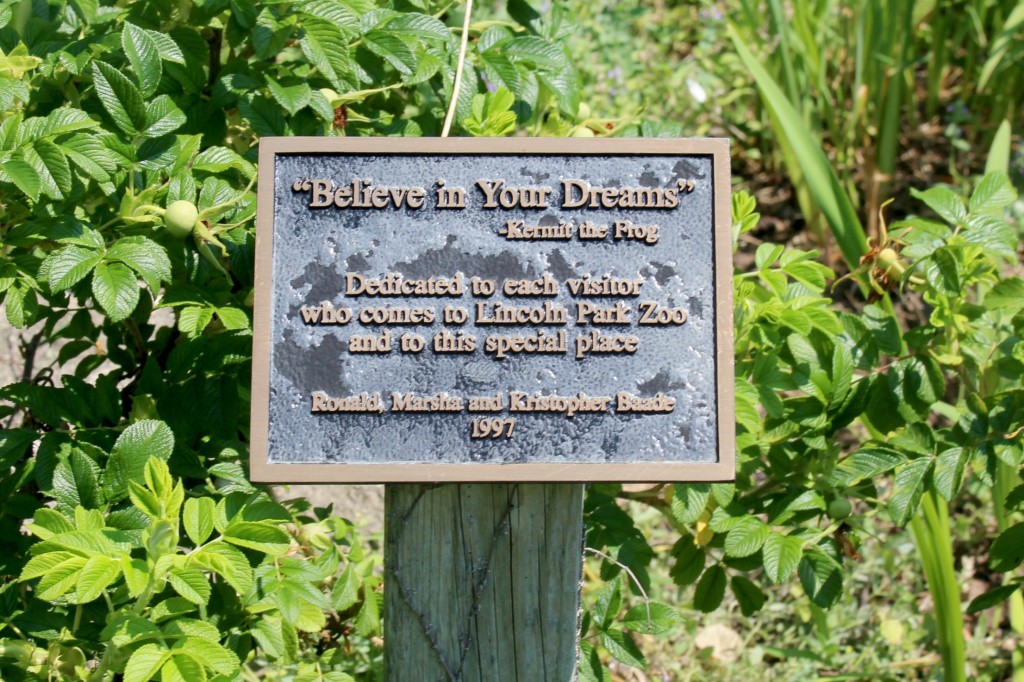 “Believe in Your Dreams”
-Kermit the Frog
Dedicated to each visitor
who comes to Lincoln Park Zoo
and to this special place
Ronald, Marsha and Kristopher Baade
1997